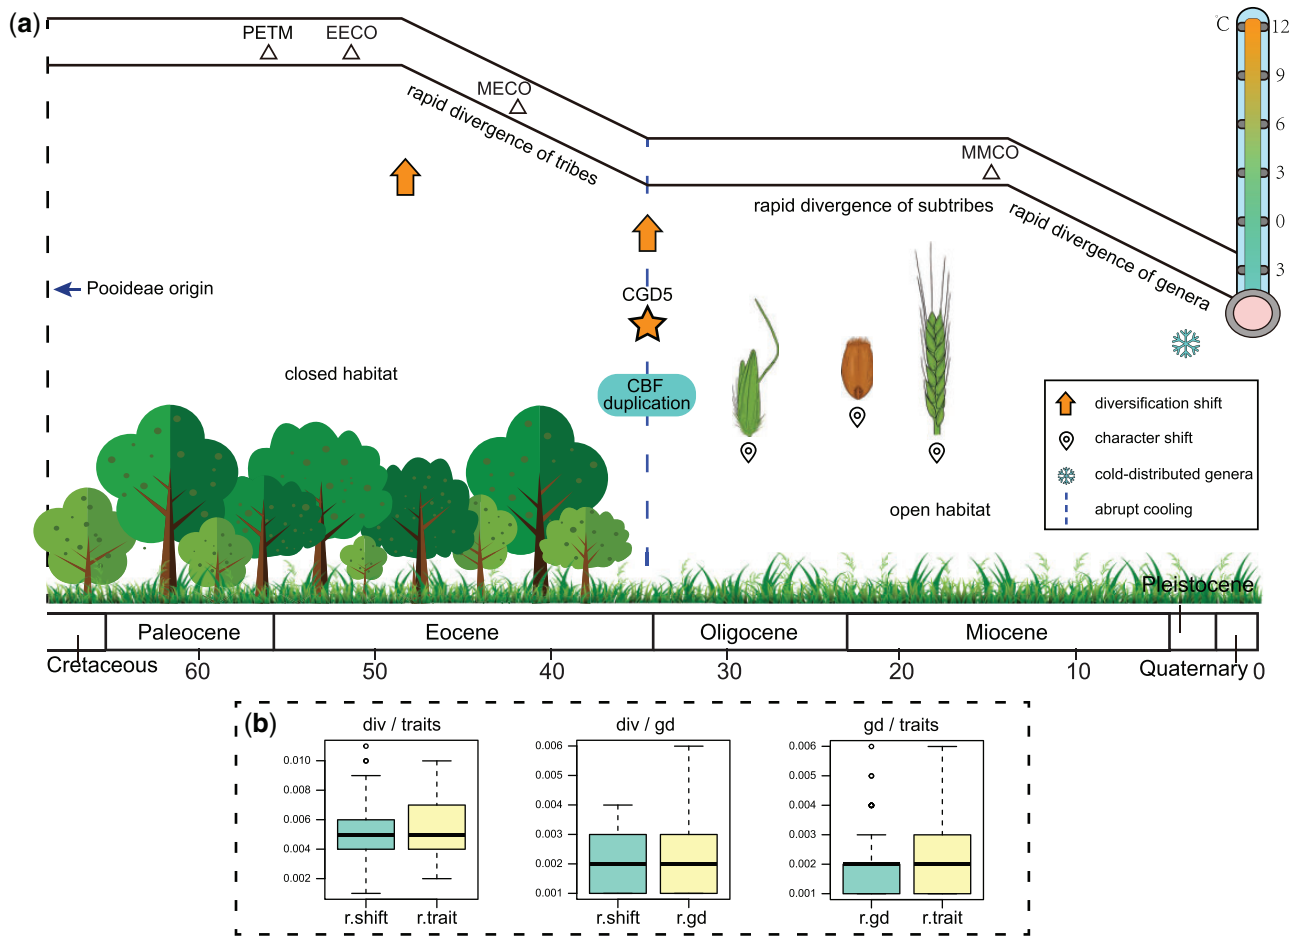 (a)
PETM
EECO
MECO
rapid divergence of tribes
MMCO
rapid divergence of subtribes
rapid divergence of genera
℃
12
9
6
3
0
3
Pooideae origin
CGD5
CBF
duplication
closed habitat
open habitat
diversification shift
character shift
cold-distributed genera
abrupt cooling
Pleistocene
Paleocene
Eocene
Oligocene
Miocene
Cretaceous
60
50
40
30
20
10
Quaternary
0
(b)
div / traits
0.010
0.008
0.006
0.004
0.002
r.shift
r.trait
div / gd
0.006
0.005
0.004
0.003
0.002
0.001
r.shift
r.gd
gd / traits
0.006
0.005
0.004
0.003
0.002
0.001
r.gd
r.trait